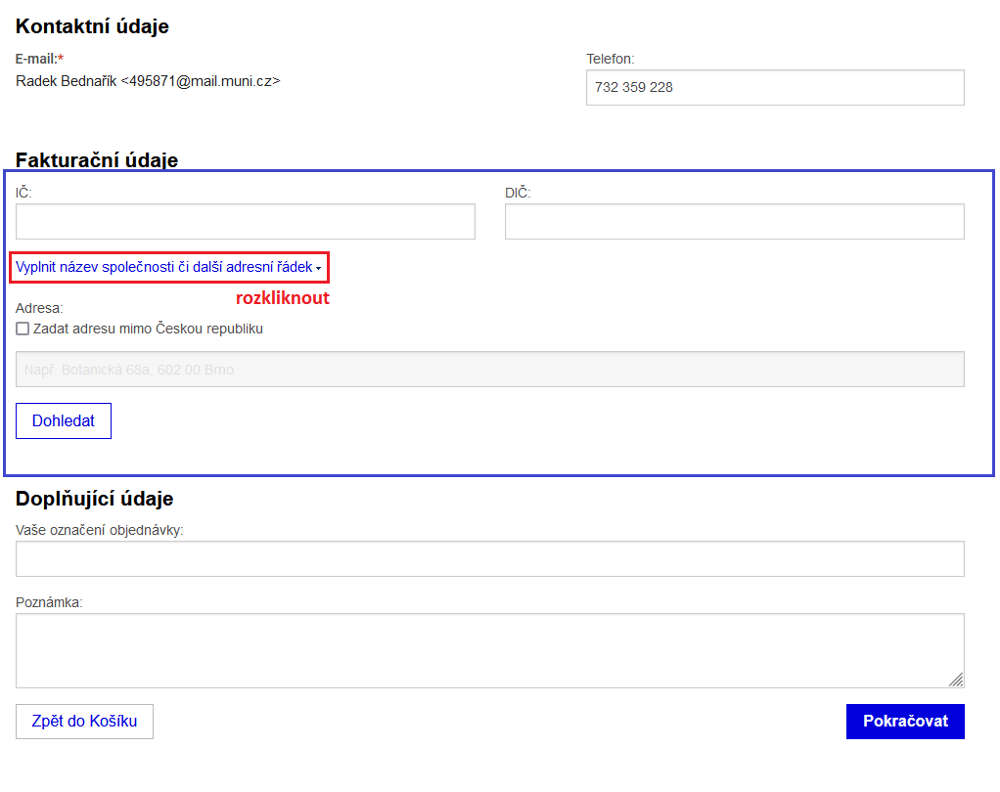 Kontaktní údaje
E-mail:*
Telefon:
Radek Bednařík <495871@mail.muni.cz>
732 359 228
Fakturační údaje
IČ:
DIČ:
Vyplnit název společnosti či další adresní řádek
rozkliknout
Adresa:
Zadat adresu mimo Českou republiku
Např. Botanická 68a, 602 00 Brno
Dohledat
Doplňující údaje
Vaše označení objednávky:
Poznámka:
Zpět do Košíku
Pokračovat